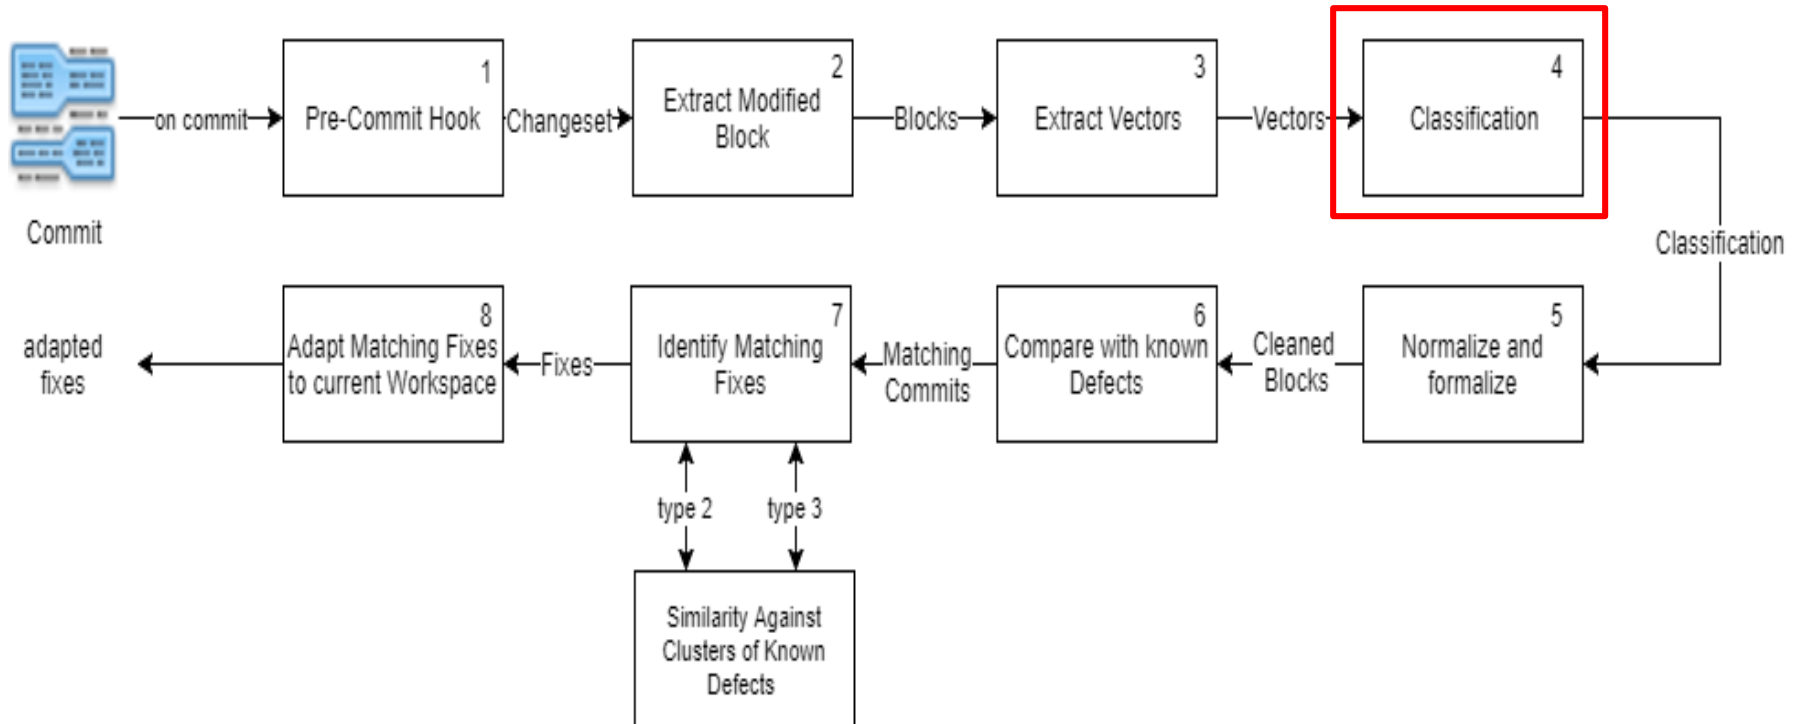 on commit
1
Pre-Commit Hook
Changeset
2
Extract Modified
Block
Blocks
3
Extract Vectors
Vectors
4
Classification
Commit
Classification
5
Normalize and
formalize
Cleaned
Blocks
6
Compare with known
Defects
Matching
Commits
7
Identify Matching
Fixes
Fixes
8
Adapt Matching Fixes
to current Workspace
adapted
fixes
type 2
type 3
Similarity Against
Clusters of Known
Defects